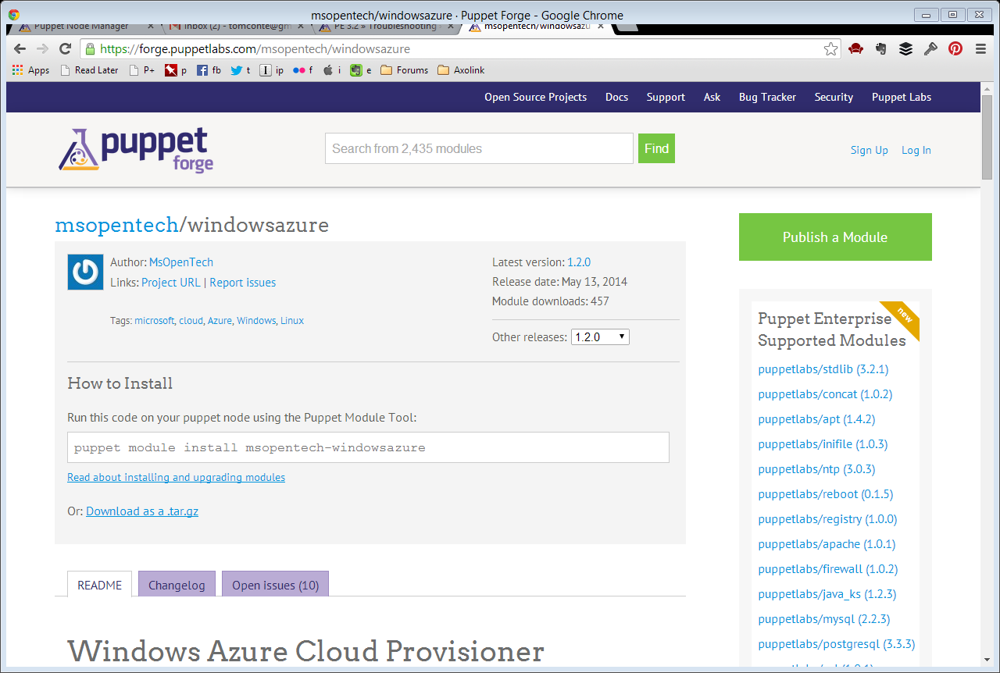 msopentech/windowsazure · Puppet Forge - Google Chrome
Puppet Node Manager
Inbox (2) - tomconte@gm
PE 3.2 » Troubleshooting
msopentech/windowsazu
https://forge.puppetlabs.com/msopentech/windowsazure
Apps Read Later P+ p fb t ip f i e Forums Axolink
Open Source Projects Docs Support Ask Bug Tracker Security Puppet Labs
puppet
forge
Search from 2,435 modules
Find
Sign Up Log In
msopentech/windowsazure
Author: MsOpenTech
Links: Project URL | Report issues
Tags: microsoft, cloud, Azure, Windows, Linux
Latest version: 1.2.0
Release date: May 13, 2014
Module downloads: 457
Other releases: 1.2.0
How to Install
Run this code on your puppet node using the Puppet Module Tool:
puppet module install msopentech-windowsazure
Read about installing and upgrading modules
Or: Download as a .tar.gz
README Changelog Open issues (10)
Windows Azure Cloud Provisioner
Publish a Module
new
Puppet Enterprise
Supported Modules
puppetlabs/stdlib (3.2.1)
puppetlabs/concat (1.0.2)
puppetlabs/apt (1.4.2)
puppetlabs/inifile (1.0.3)
puppetlabs/ntp (3.0.3)
puppetlabs/reboot (0.1.5)
puppetlabs/registry (1.0.0)
puppetlabs/apache (1.0.1)
puppetlabs/firewall (1.0.2)
puppetlabs/java_ks (1.2.3)
puppetlabs/mysql (2.2.3)
puppetlabs/postgresql (3.3.3)